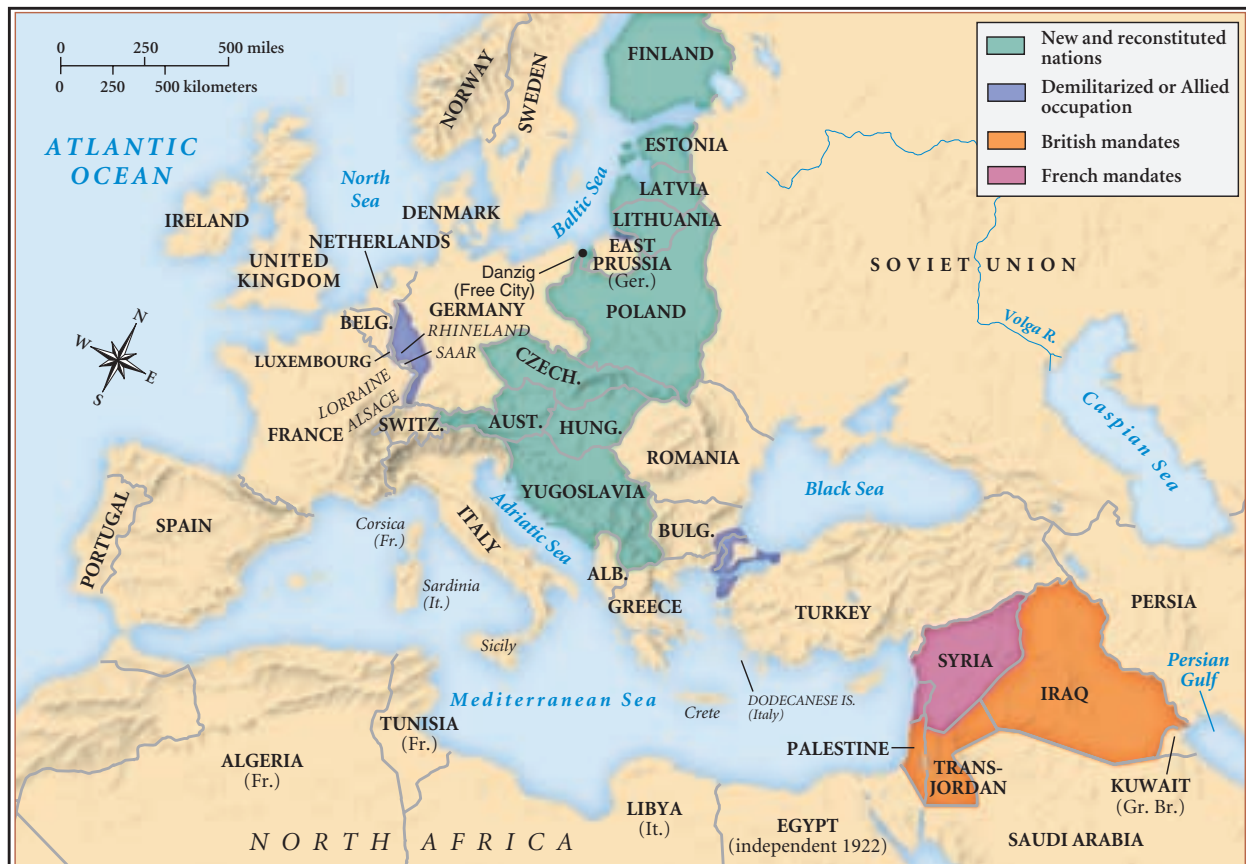 0 250 500 miles
0 250 500 kilometers
New and reconstituted
nations
Demilitarized or Allied
occupation
British mandates
French mandates
ATLANTIC
OCEAN
North
Sea
NORWAY
SWEDEN
FINLAND
ESTONIA
LATVIA
LITHUANIA
Baltic Sea
DENMARK
IRELAND
UNITED
KINGDOM
NETHERLANDS
EAST
PRUSSIA
(Ger.)
Danzig
(Free City)
SOVIET UNION
Volga R.
POLAND
GERMANY
BELG.
RHINELAND
LUXEMBOURG
SAAR
LORRAINE
ALSACE
CZECH.
N
W
E
S
FRANCE
SWITZ.
AUST.
HUNG.
ROMANIA
Caspian Sea
YUGOSLAVIA
Black Sea
PORTUGAL
SPAIN
Corsica
(Fr.)
ITALY
Adriatic Sea
BULG.
ALB.
Sardinia
(It.)
GREECE
TURKEY
PERSIA
Sicily
SYRIA
IRAQ
Persian
Gulf
Mediterranean Sea
Crete
DODECANESE IS.
(Italy)
TUNISIA
(Fr.)
PALESTINE
ALGERIA
(Fr.)
TRANS-
JORDAN
KUWAIT
(Gr. Br.)
LIBYA
(It.)
EGYPT
(independent 1922)
NORTH AFRICA
SAUDI ARABIA